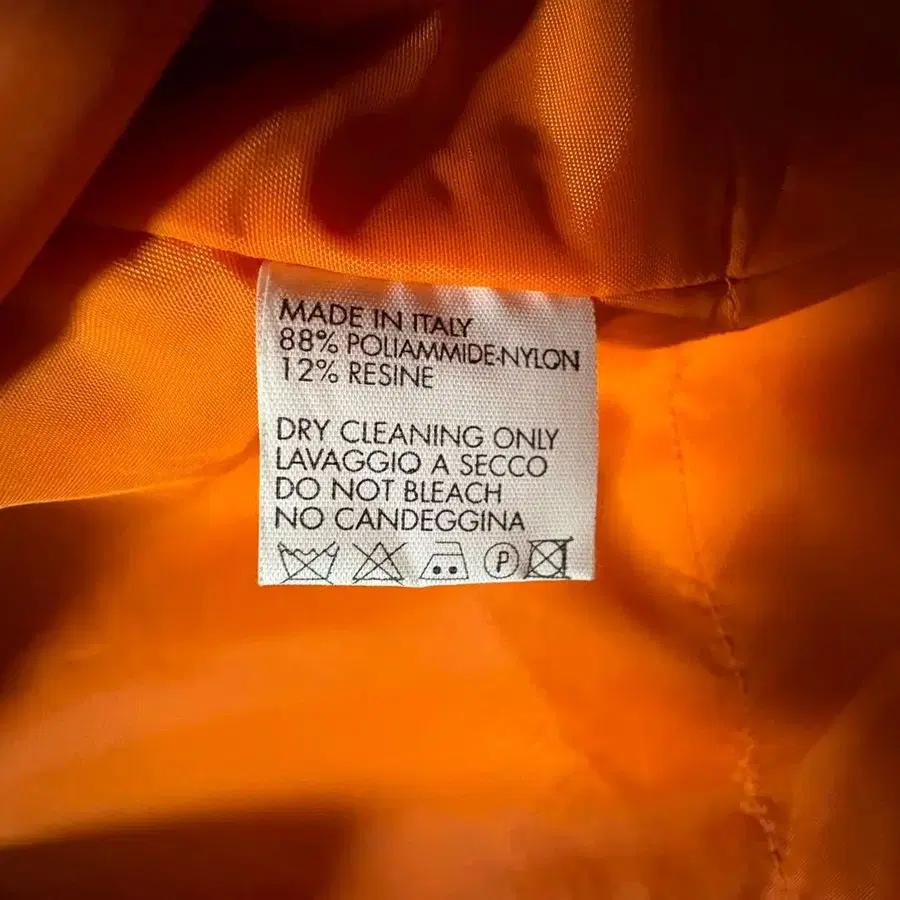 MADE IN ITALY
88% POLIAMMIDE-NYLON
12% RESINE
DRY CLEANING ONLY
LAVAGGIO A SECCO
DO NOT BLEACH
NO CANDEGGINA
P